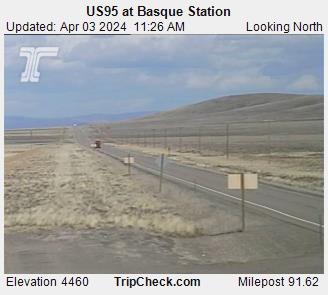 US95 at Basque Station
Updated: Apr 03 2024 11:26 AM Looking North
Elevation 4460 TripCheck.com Milepost 91.62